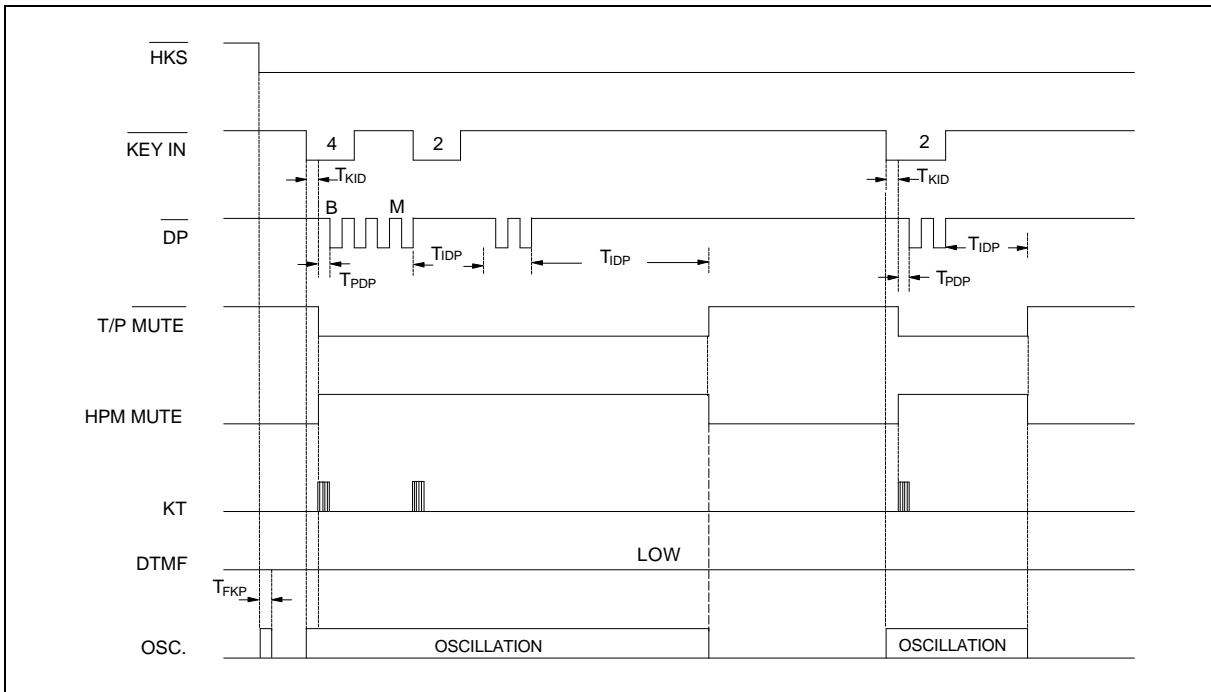 HKS
4
2
2
KEY IN
TKID
TKID
B
M
DP
TIDP
TIDP
TIDP
TPDP
TPDP
T/P MUTE
HPM MUTE
KT
LOW
DTMF
TFKP
OSC.
OSCILLATION
OSCILLATION